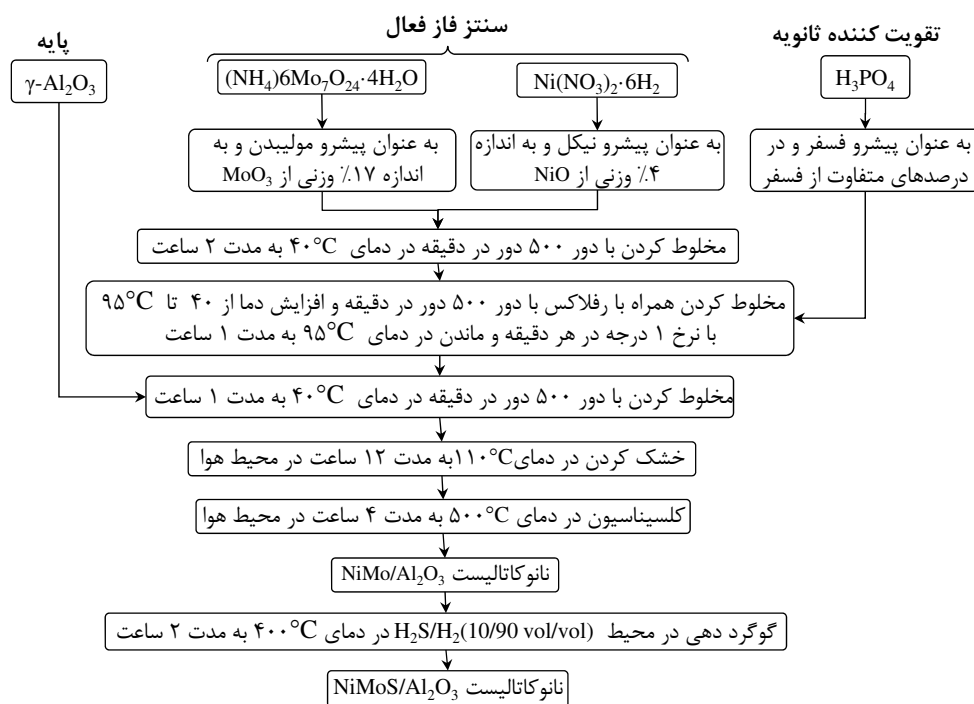 سنتز فاز فعال
تقویت کننده ثانویه
پایه
H₃PO₄
Ni(NO₃)₂·6H₂
(NH₄)6Mo₇O₂₄·4H₂O
γ-Al₂O₃
به عنوان پیشرو فسفر و در
درصدهای متفاوت از فسفر
به عنوان پیشرو نیکل و به اندازه
۴٪ وزنی از NiO
به عنوان پیشرو مولیبدن و به
اندازه ۱۷٪ وزنی از MoO₃
مخلوط کردن با دور ۵۰۰ دور در دقیقه در دمای ۴۰°C به مدت ۲ ساعت
مخلوط کردن همراه با رفلاکس با دور ۵۰۰ دور در دقیقه و افزایش دما از ۴۰ تا ۹۵°C
با نرخ ۱ درجه در هر دقیقه و ماندن در دمای ۹۵°C به مدت ۱ ساعت
مخلوط کردن با دور ۵۰۰ دور در دقیقه در دمای ۴۰°C به مدت ۱ ساعت
خشک کردن در دمای ۱۱۰°C به مدت ۱۲ ساعت در محیط هوا
کلسیناسیون در دمای ۵۰۰°C به مدت ۴ ساعت در محیط هوا
نانوکاتالیست NiMo/Al₂O₃
گوگرد دهی در محیط H₂S/H₂(10/90 vol/vol) در دمای ۴۰۰°C به مدت ۲ ساعت
نانوکاتالیست NiMoS/Al₂O₃